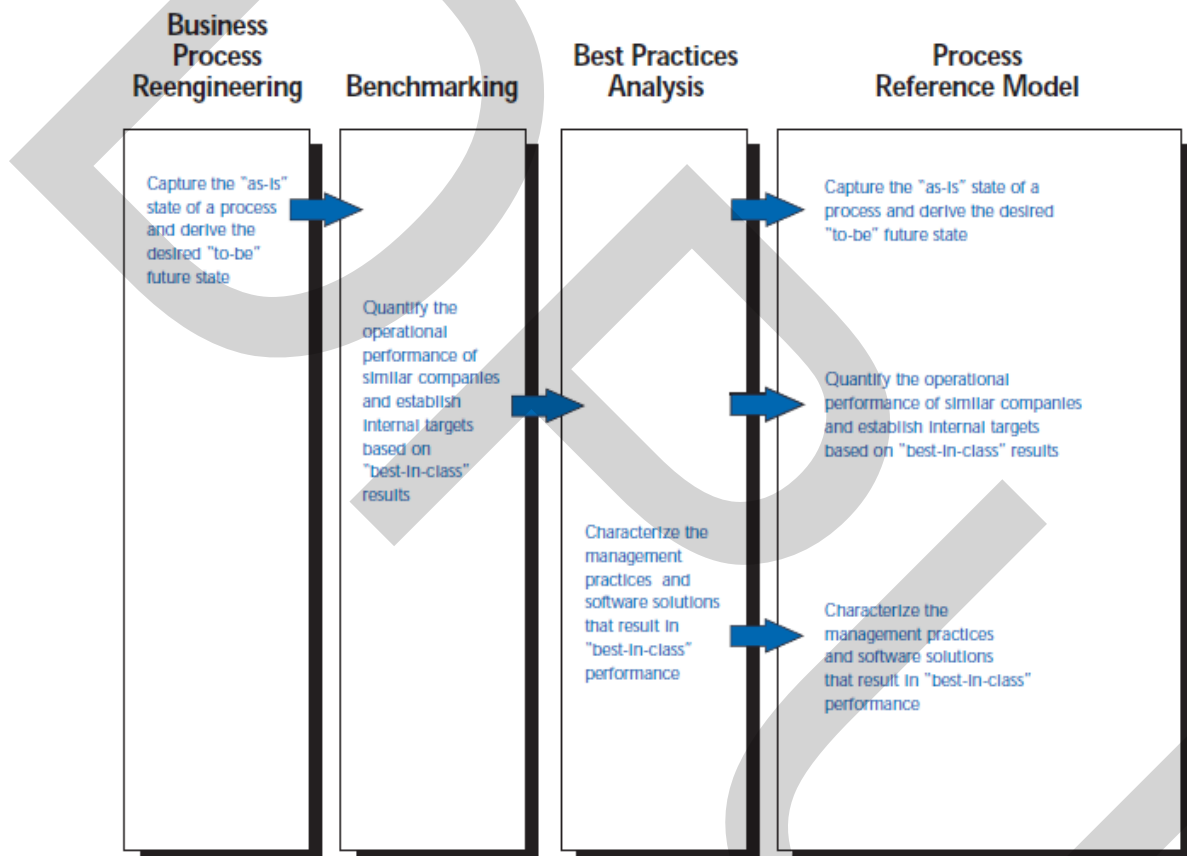 Business
Process
Reengineering
Benchmarking
Best Practices
Analysis
Process
Reference Model
Capture the "as-is"
state of a process
and derive the
desired "to-be"
future state
Quantify the
operational
performance of
similar companies
and establish
internal targets
based on
"best-in-class"
results
Characterize the
management
practices and
software solutions
that result in
"best-in-class"
performance
Capture the "as-is" state of a
process and derive the desired
"to-be" future state
Quantify the operational
performance of similar companies
and establish internal targets
based on "best-in-class" results
Characterize the
management practices
and software solutions
that result in "best-in-class"
performance